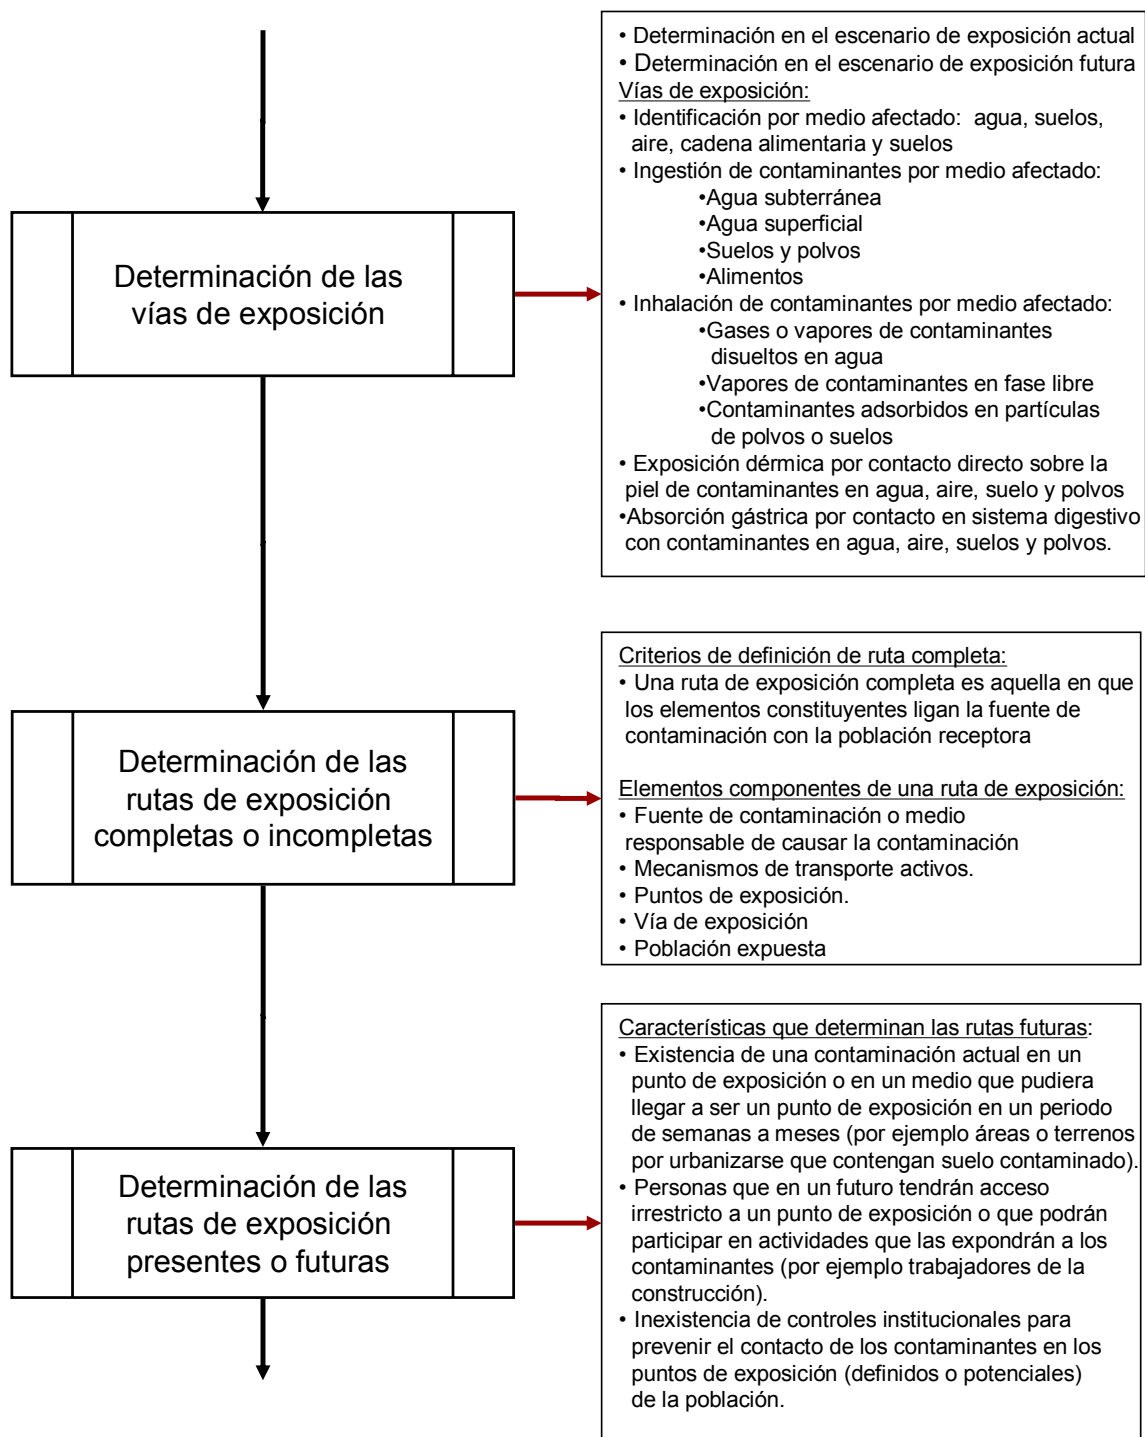 • Determinación en el escenario de exposición actual
• Determinación en el escenario de exposición futura
Vías de exposición:
• Identificación por medio afectado: agua, suelos,
aire, cadena alimentaria y suelos
• Ingestión de contaminantes por medio afectado:
•Agua subterránea
•Agua superficial
•Suelos y polvos
•Alimentos
• Inhalación de contaminantes por medio afectado:
•Gases o vapores de contaminantes
disueltos en agua
•Vapores de contaminantes en fase libre
•Contaminantes adsorbidos en partículas
de polvos o suelos
• Exposición dérmica por contacto directo sobre la
piel de contaminantes en agua, aire, suelo y polvos
•Absorción gástrica por contacto en sistema digestivo
con contaminantes en agua, aire, suelos y polvos.
Determinación de las
vías de exposición
Criterios de definición de ruta completa:
• Una ruta de exposición completa es aquella en que
los elementos constituyentes ligan la fuente de
contaminación con la población receptora
Elementos componentes de una ruta de exposición:
• Fuente de contaminación o medio
responsable de causar la contaminación
• Mecanismos de transporte activos.
• Puntos de exposición.
• Vía de exposición
• Población expuesta
Determinación de las
rutas de exposición
completas o incompletas
Características que determinan las rutas futuras:
• Existencia de una contaminación actual en un
punto de exposición o en un medio que pudiera
llegar a ser un punto de exposición en un periodo
de semanas a meses (por ejemplo áreas o terrenos
por urbanizarse que contengan suelo contaminado).
• Personas que en un futuro tendrán acceso
irrestricto a un punto de exposición o que podrán
participar en actividades que las expondrán a los
contaminantes (por ejemplo trabajadores de la
construcción).
• Inexistencia de controles institucionales para
prevenir el contacto de los contaminantes en los
puntos de exposición (definidos o potenciales)
de la población.
Determinación de las
rutas de exposición
presentes o futuras